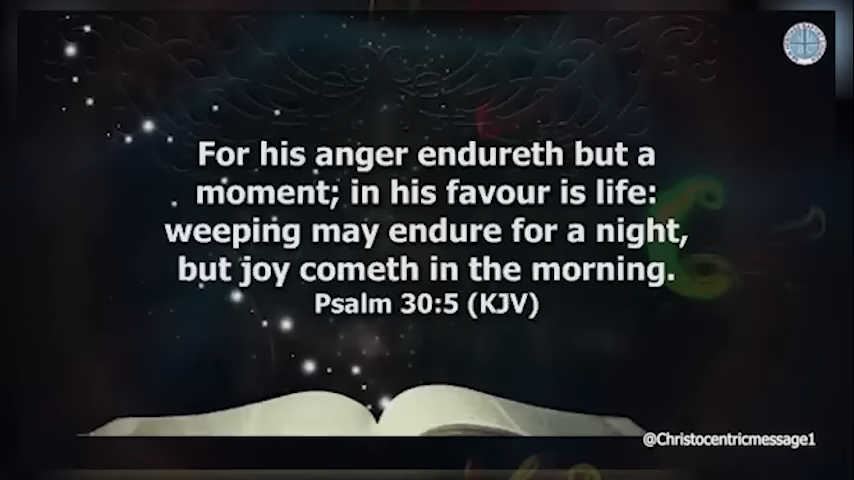 For his anger endureth but a
moment; in his favour is life:
weeping may endure for a night,
but joy cometh in the morning.
Psalm 30:5 (KJV)
@Christocentricmessage1